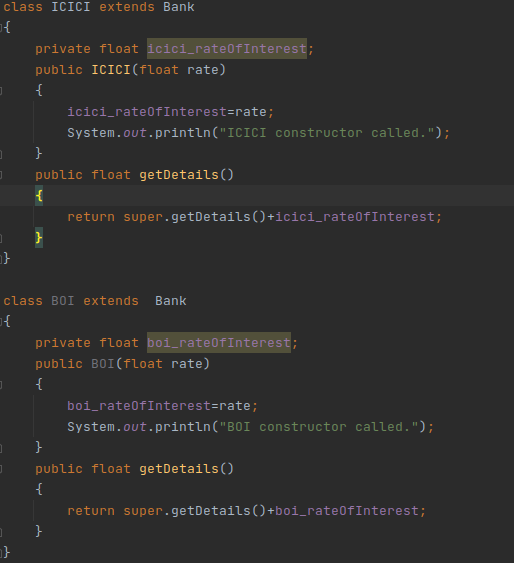 class ICICI extends Bank
{
    private float icici_rateOfInterest;
    public ICICI(float rate)
    {
        icici_rateOfInterest=rate;
        System.out.println("ICICI constructor called.");
    }
    public float getDetails()
    {
        return super.getDetails()+icici_rateOfInterest;
    }
}

class BOI extends  Bank
{
    private float boi_rateOfInterest;
    public BOI(float rate)
    {
        boi_rateOfInterest=rate;
        System.out.println("BOI constructor called.");
    }
    public float getDetails()
    {
        return super.getDetails()+boi_rateOfInterest;
    }
}